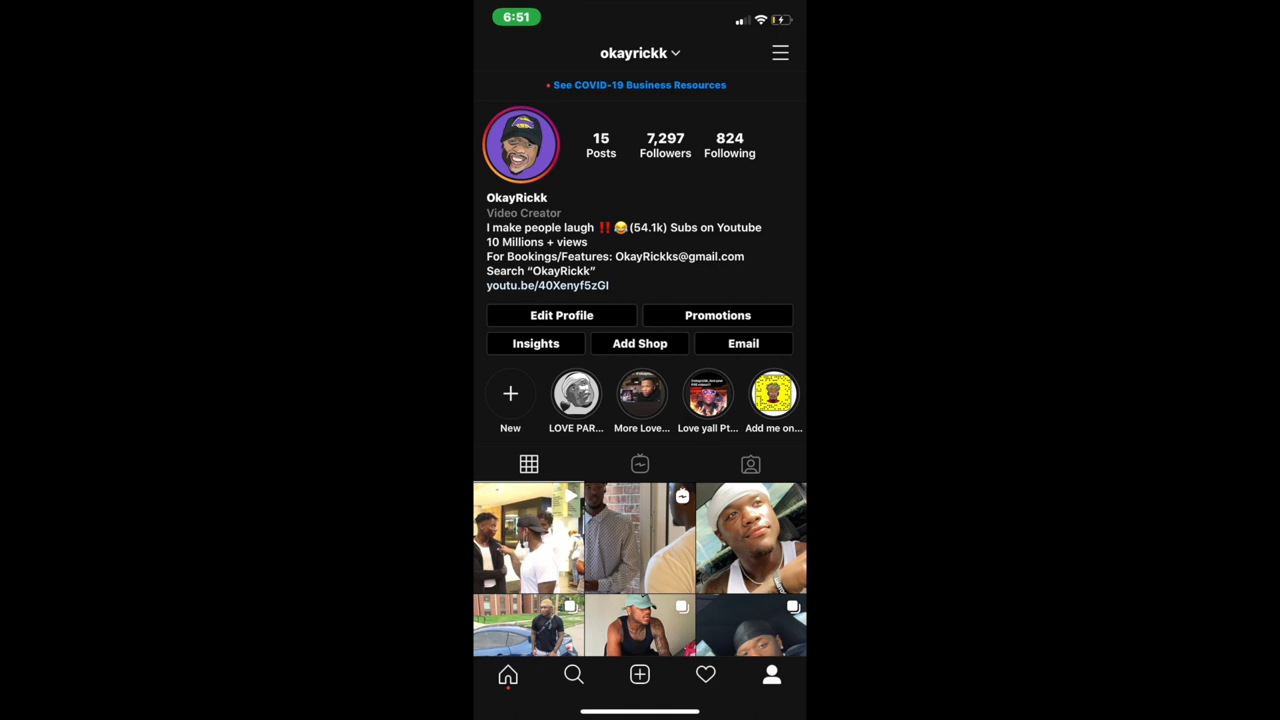 6:51
okayrickk
See COVID-19 Business Resources
15 7,297 824
Posts Followers Following
OkayRickk
Video Creator
I make people laugh ‼️😂(54.1k) Subs on Youtube
10 Millions + views
For Bookings/Features: OkayRickks@gmail.com
Search “OkayRickk”
youtu.be/40Xenyf5zGI
Edit Profile Promotions
Insights Add Shop Email
New LOVE PAR... More Love... Love yall Pt... Add me on...